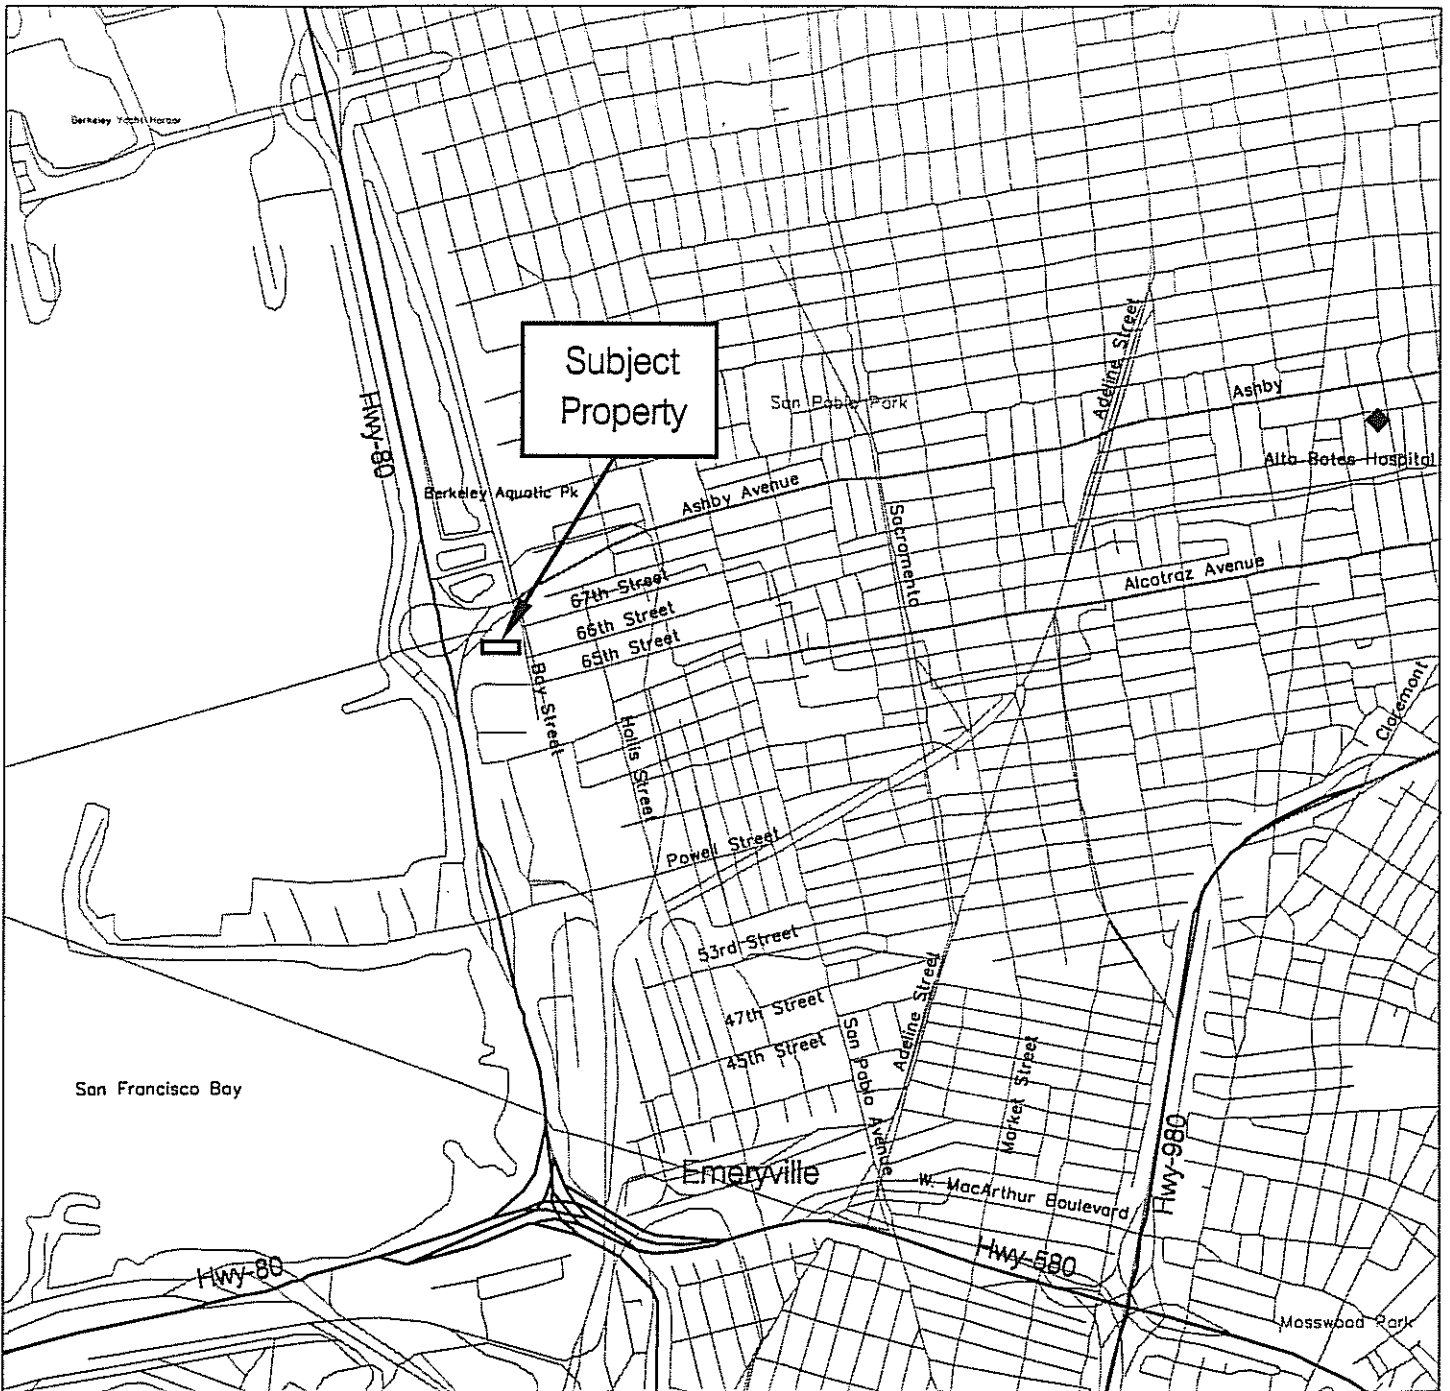 Berkeley Yacht Harbor
Subject
Property
Hwy-80
San Pablo Park
Adeline Street
Ashby
Alta Bates Hospital
Berkeley Aquatic Pk
Ashby Avenue
Sacramento
67th Street
66th Street
65th Street
Alcatraz Avenue
Bay Street
Hollis Street
Claremont
Powell Street
53rd Street
47th Street
45th Street
San Pablo Avenue
Adeline Street
Market Street
San Francisco Bay
Emeryville
W. MacArthur Boulevard
Hwy-980
Hwy-80
Hwy-580
Mosswood Park